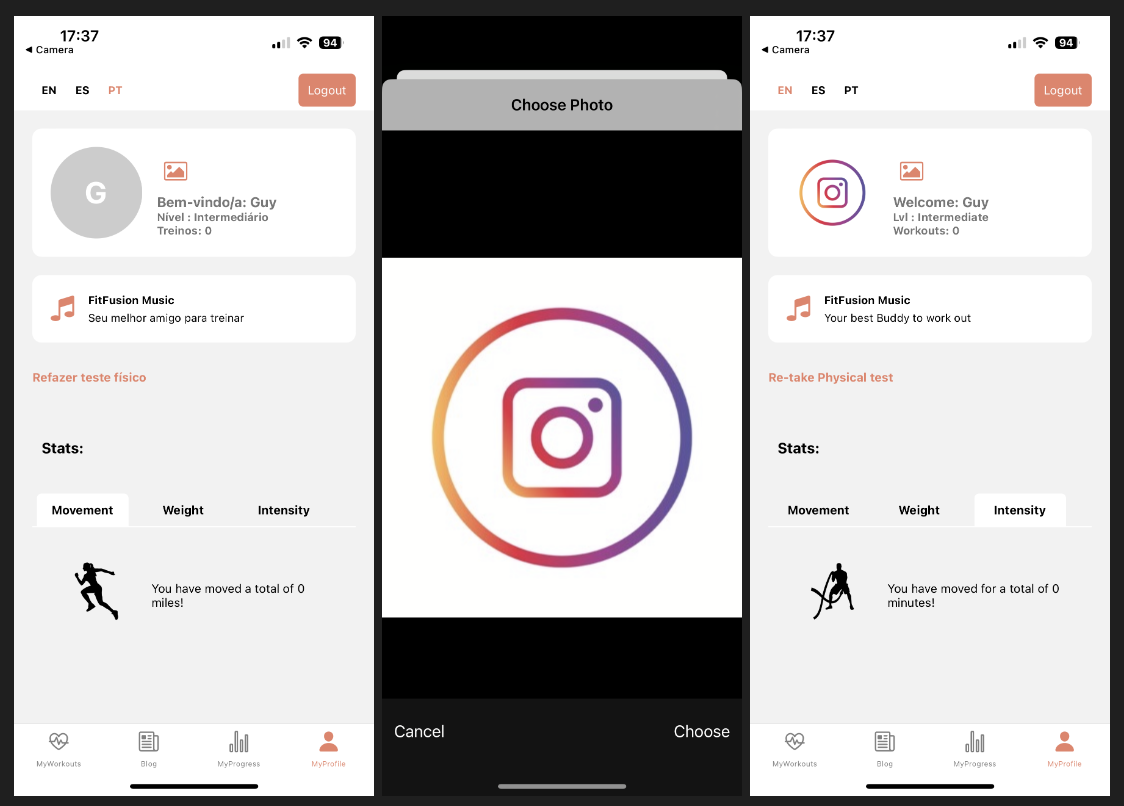 17:37
◀ Camera
94
EN ES PT
Logout
G
Bem-vindo/a: Guy
Nível : Intermediário
Treinos: 0
FitFusion Music
Seu melhor amigo para treinar
Refazer teste físico
Stats:
Movement Weight Intensity
You have moved a total of 0
miles!
MyWorkouts Blog MyProgress MyProfile
Choose Photo
Cancel Choose
17:37
◀ Camera
94
EN ES PT
Logout
Welcome: Guy
Lvl : Intermediate
Workouts: 0
FitFusion Music
Your best Buddy to work out
Re-take Physical test
Stats:
Movement Weight Intensity
You have moved for a total of 0
minutes!
MyWorkouts Blog MyProgress MyProfile